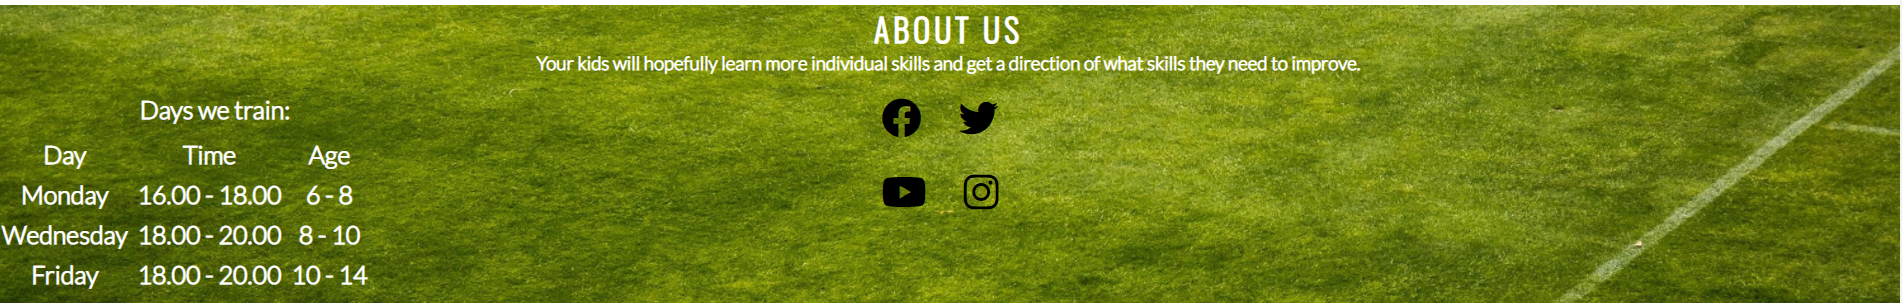 ABOUT US
Your kids will hopefully learn more individual skills and get a direction of what skills they need to improve.
Days we train:
Day Time Age
Monday 16.00 - 18.00 6 - 8
Wednesday 18.00 - 20.00 8 - 10
Friday 18.00 - 20.00 10 - 14